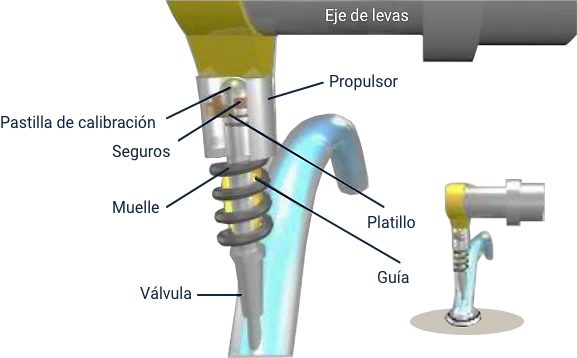 Eje de levas
Propulsor
Pastilla de calibración
Seguros
Muelle
Platillo
Guía
Válvula